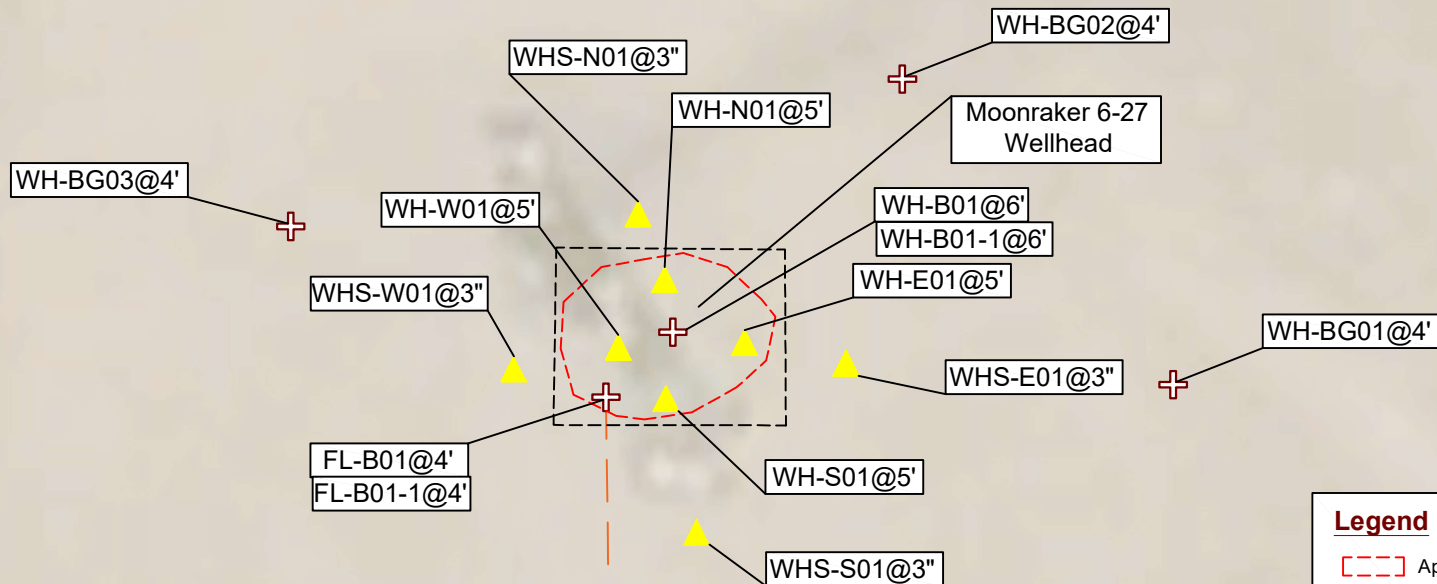 WH-BG02@4'
WHS-N01@3"
WH-N01@5'
Moonraker 6-27
Wellhead
WH-BG03@4'
WH-W01@5'
WH-B01@6'
WH-B01-1@6'
WH-E01@5'
WHS-W01@3"
WH-BG01@4'
WHS-E01@3"
FL-B01@4'
FL-B01-1@4'
WH-S01@5'
WHS-S01@3"
Legend